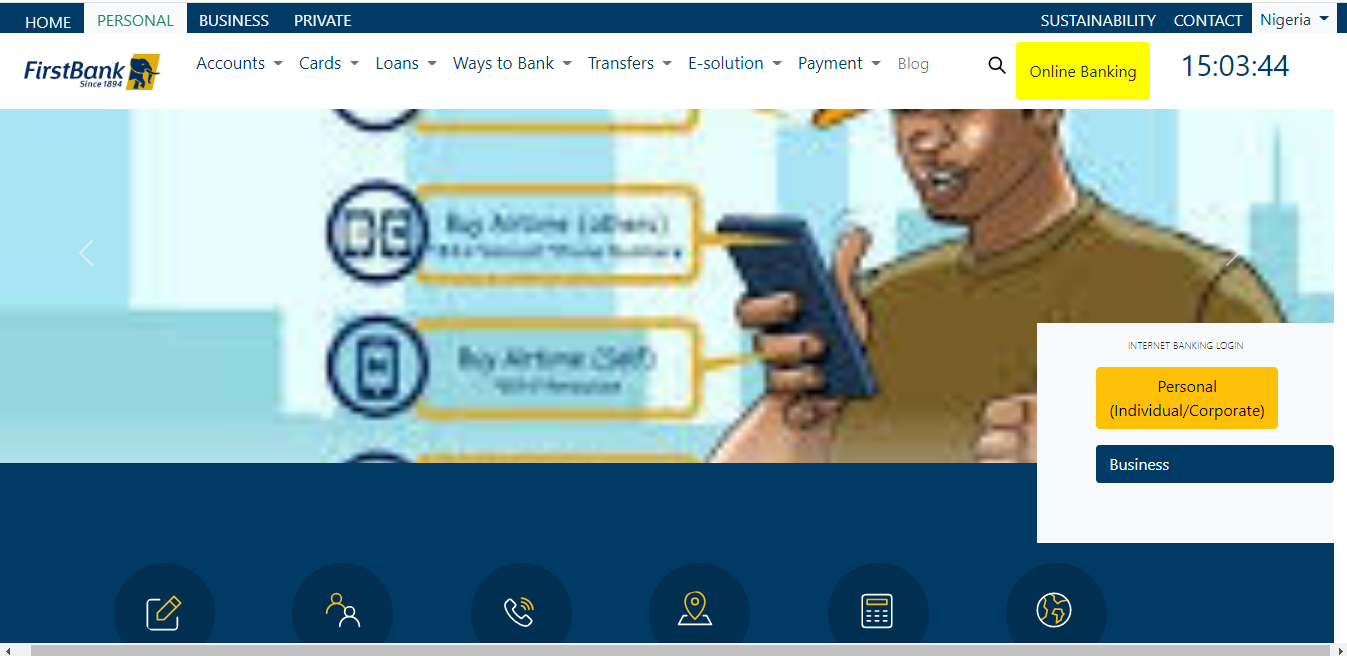 HOME PERSONAL BUSINESS PRIVATE SUSTAINABILITY CONTACT Nigeria
FirstBank
Since 1894
Accounts Cards Loans Ways to Bank Transfers E-solution Payment Blog Online Banking 15:03:44
Buy Airtime (others)
Buy Airtime (Self)
INTERNET BANKING LOGIN
Personal
(Individual/Corporate)
Business